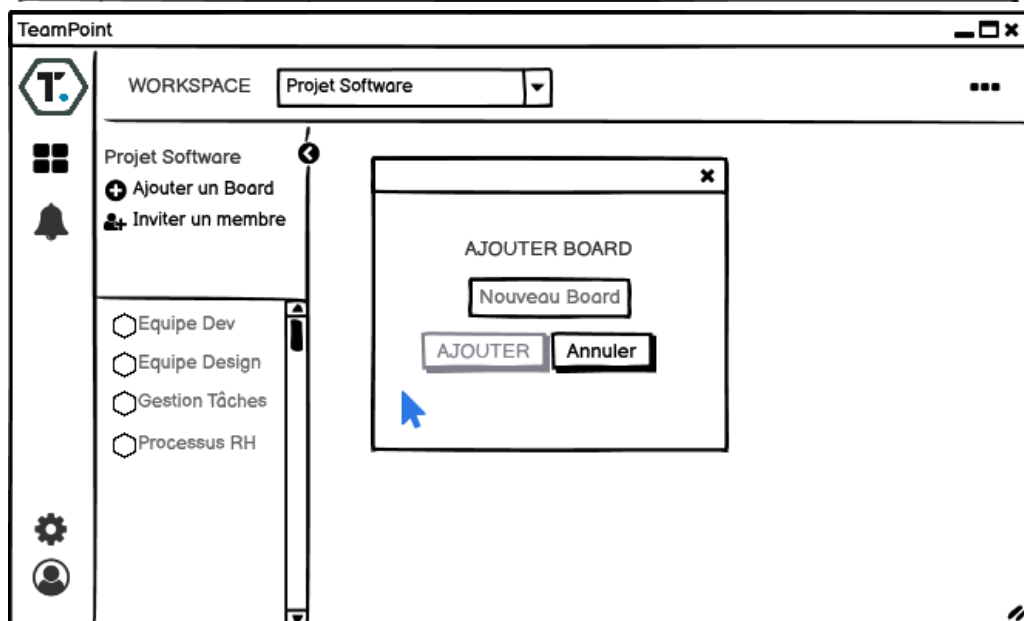 TeamPoint
T.
WORKSPACE
Projet Software
Projet Software
Ajouter un Board
Inviter un membre
AJOUTER BOARD
Nouveau Board
AJOUTER
Annuler
Equipe Dev
Equipe Design
Gestion Tâches
Processus RH